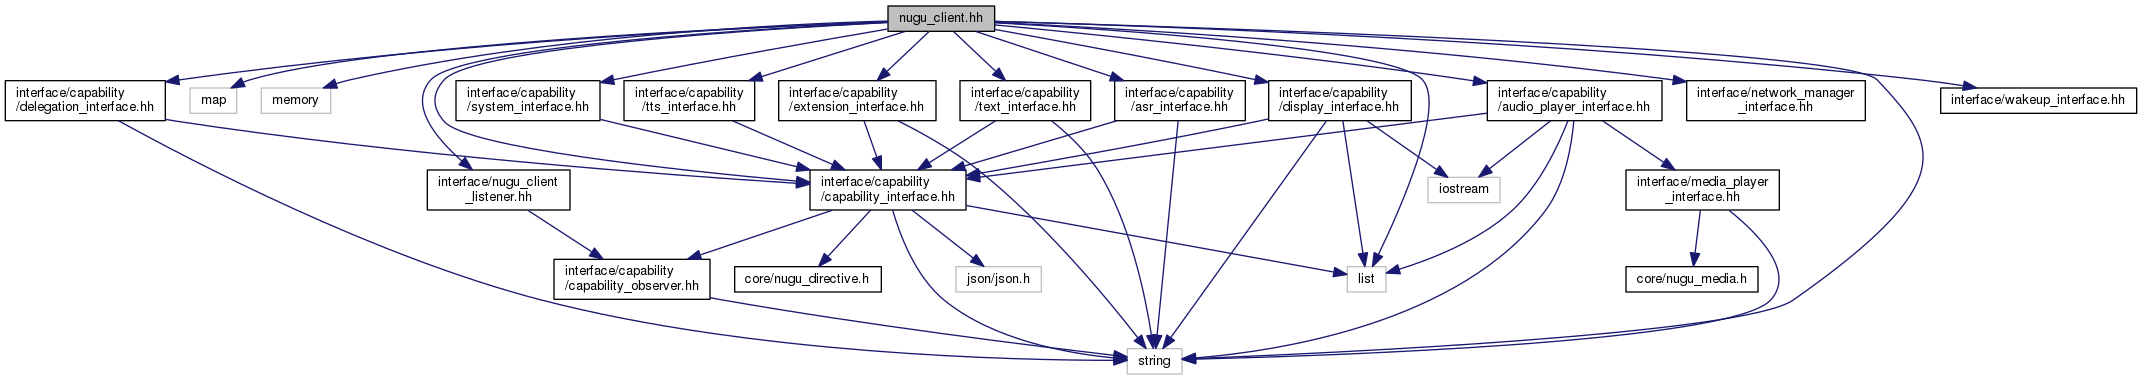 nugu_client.hh
interface/capability
/delegation_interface.hh
map
memory
interface/capability
/system_interface.hh
interface/capability
/tts_interface.hh
interface/capability
/extension_interface.hh
interface/capability
/text_interface.hh
interface/capability
/asr_interface.hh
interface/capability
/display_interface.hh
interface/capability
/audio_player_interface.hh
interface/network_manager
_interface.hh
interface/wakeup_interface.hh
interface/nugu_client
_listener.hh
interface/capability
/capability_interface.hh
iostream
interface/media_player
_interface.hh
interface/capability
/capability_observer.hh
core/nugu_directive.h
json/json.h
list
core/nugu_media.h
string